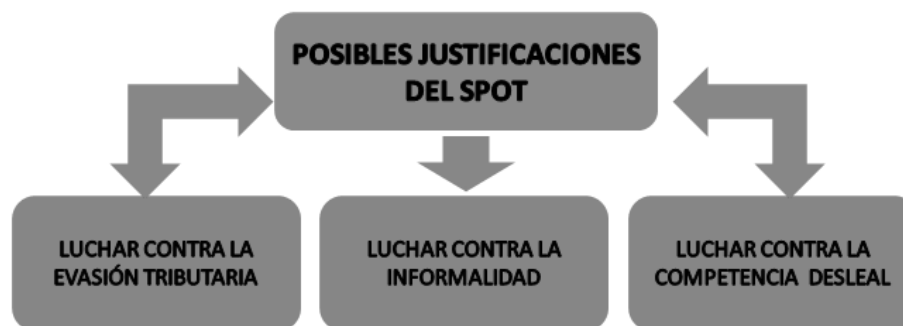 POSIBLES JUSTIFICACIONES
DEL SPOT
LUCHAR CONTRA LA
EVASIÓN TRIBUTARIA
LUCHAR CONTRA LA
INFORMALIDAD
LUCHAR CONTRA LA
COMPETENCIA DESLEAL